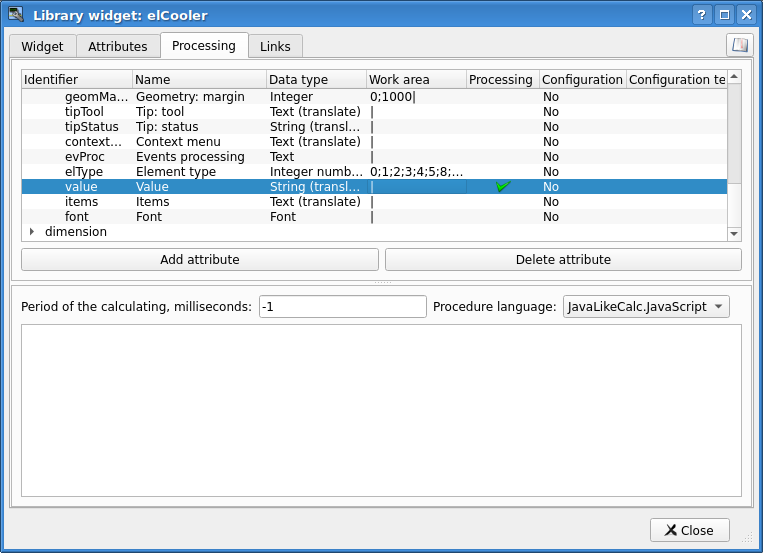 Library widget: elCooler
Widget Attributes Processing Links
Identifier Name Data type Work area Processing Configuration Configuration te
geomMa... Geometry: margin Integer 0;1000| No
tipTool Tip: tool Text (translate) | No
tipStatus Tip: status String (transl... | No
context... Context menu Text (translate) | No
evProc Events processing Text | No
elType Element type Integer numb... 0;1;2;3;4;5;8;... No
value Value String (transl... | No
items Items Text (translate) | No
font Font Font | No
dimension
Add attribute Delete attribute
Period of the calculating, milliseconds: -1 Procedure language: JavaLikeCalc.JavaScript
Close